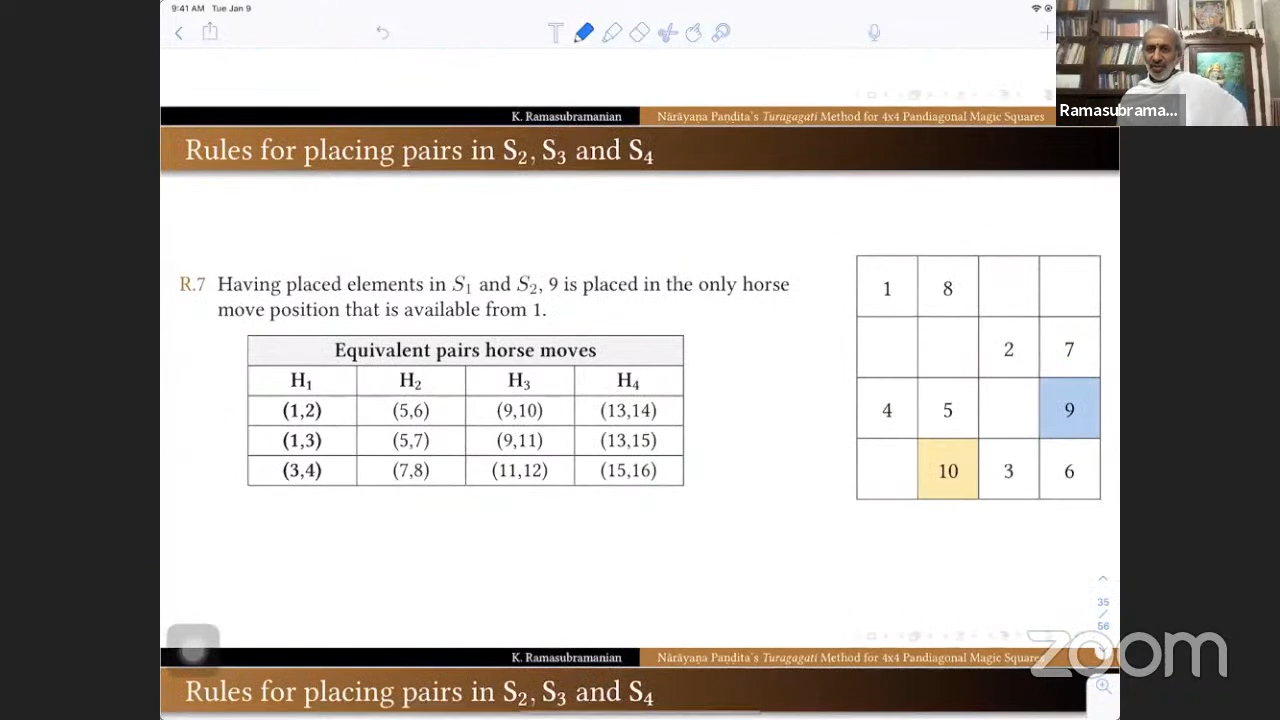 9:41 AM Tue Jan 9
Ramasubrama...
K. Ramasubramanian Nārāyaṇa Paṇḍita's Turagagati Method for 4x4 Pandiagonal Magic Squares
Rules for placing pairs in S₂, S₃ and S₄
R.7 Having placed elements in S₁ and S₂, 9 is placed in the only horse
move position that is available from 1.
Equivalent pairs horse moves
H₁ H₂ H₃ H₄
(1,2) (5,6) (9,10) (13,14)
(1,3) (5,7) (9,11) (13,15)
(3,4) (7,8) (11,12) (15,16)
1 8
2 7
4 5 9
10 3 6
35
/
56
zoom
K. Ramasubramanian Nārāyaṇa Paṇḍita's Turagagati Method for 4x4 Pandiagonal Magic Squares
Rules for placing pairs in S₂, S₃ and S₄